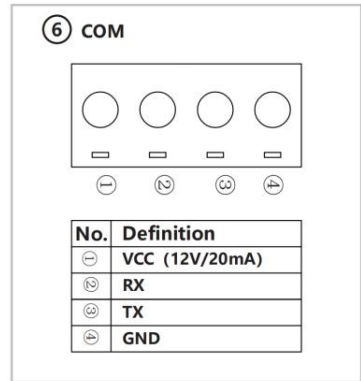 ⑥ COM
① ② ③ ④
No. Definition
① VCC (12V/20mA)
② RX
③ TX
④ GND